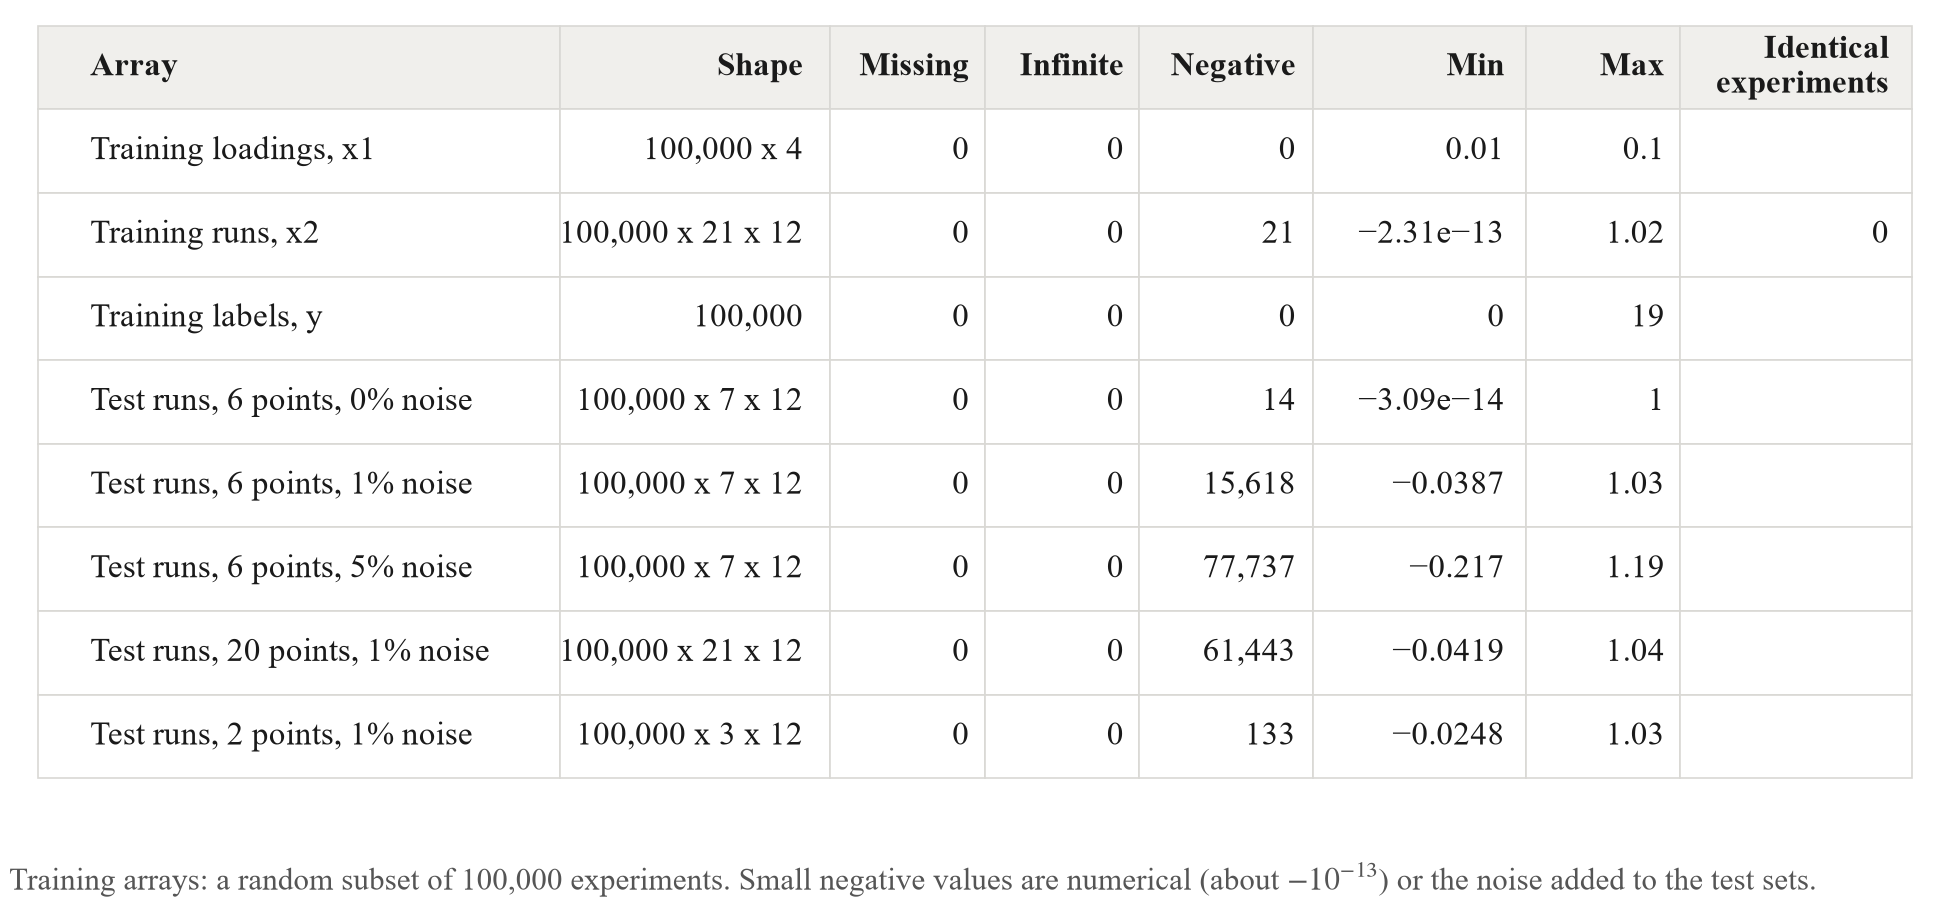 Array Shape Missing Infinite Negative Min Max Identical experiments
Training loadings, x1 100,000 x 4 0 0 0 0.01 0.1
Training runs, x2 100,000 x 21 x 12 0 0 21 −2.31e−13 1.02 0
Training labels, y 100,000 0 0 0 0 19
Test runs, 6 points, 0% noise 100,000 x 7 x 12 0 0 14 −3.09e−14 1
Test runs, 6 points, 1% noise 100,000 x 7 x 12 0 0 15,618 −0.0387 1.03
Test runs, 6 points, 5% noise 100,000 x 7 x 12 0 0 77,737 −0.217 1.19
Test runs, 20 points, 1% noise 100,000 x 21 x 12 0 0 61,443 −0.0419 1.04
Test runs, 2 points, 1% noise 100,000 x 3 x 12 0 0 133 −0.0248 1.03
Training arrays: a random subset of 100,000 experiments. Small negative values are numerical (about −10⁻¹³) or the noise added to the test sets.